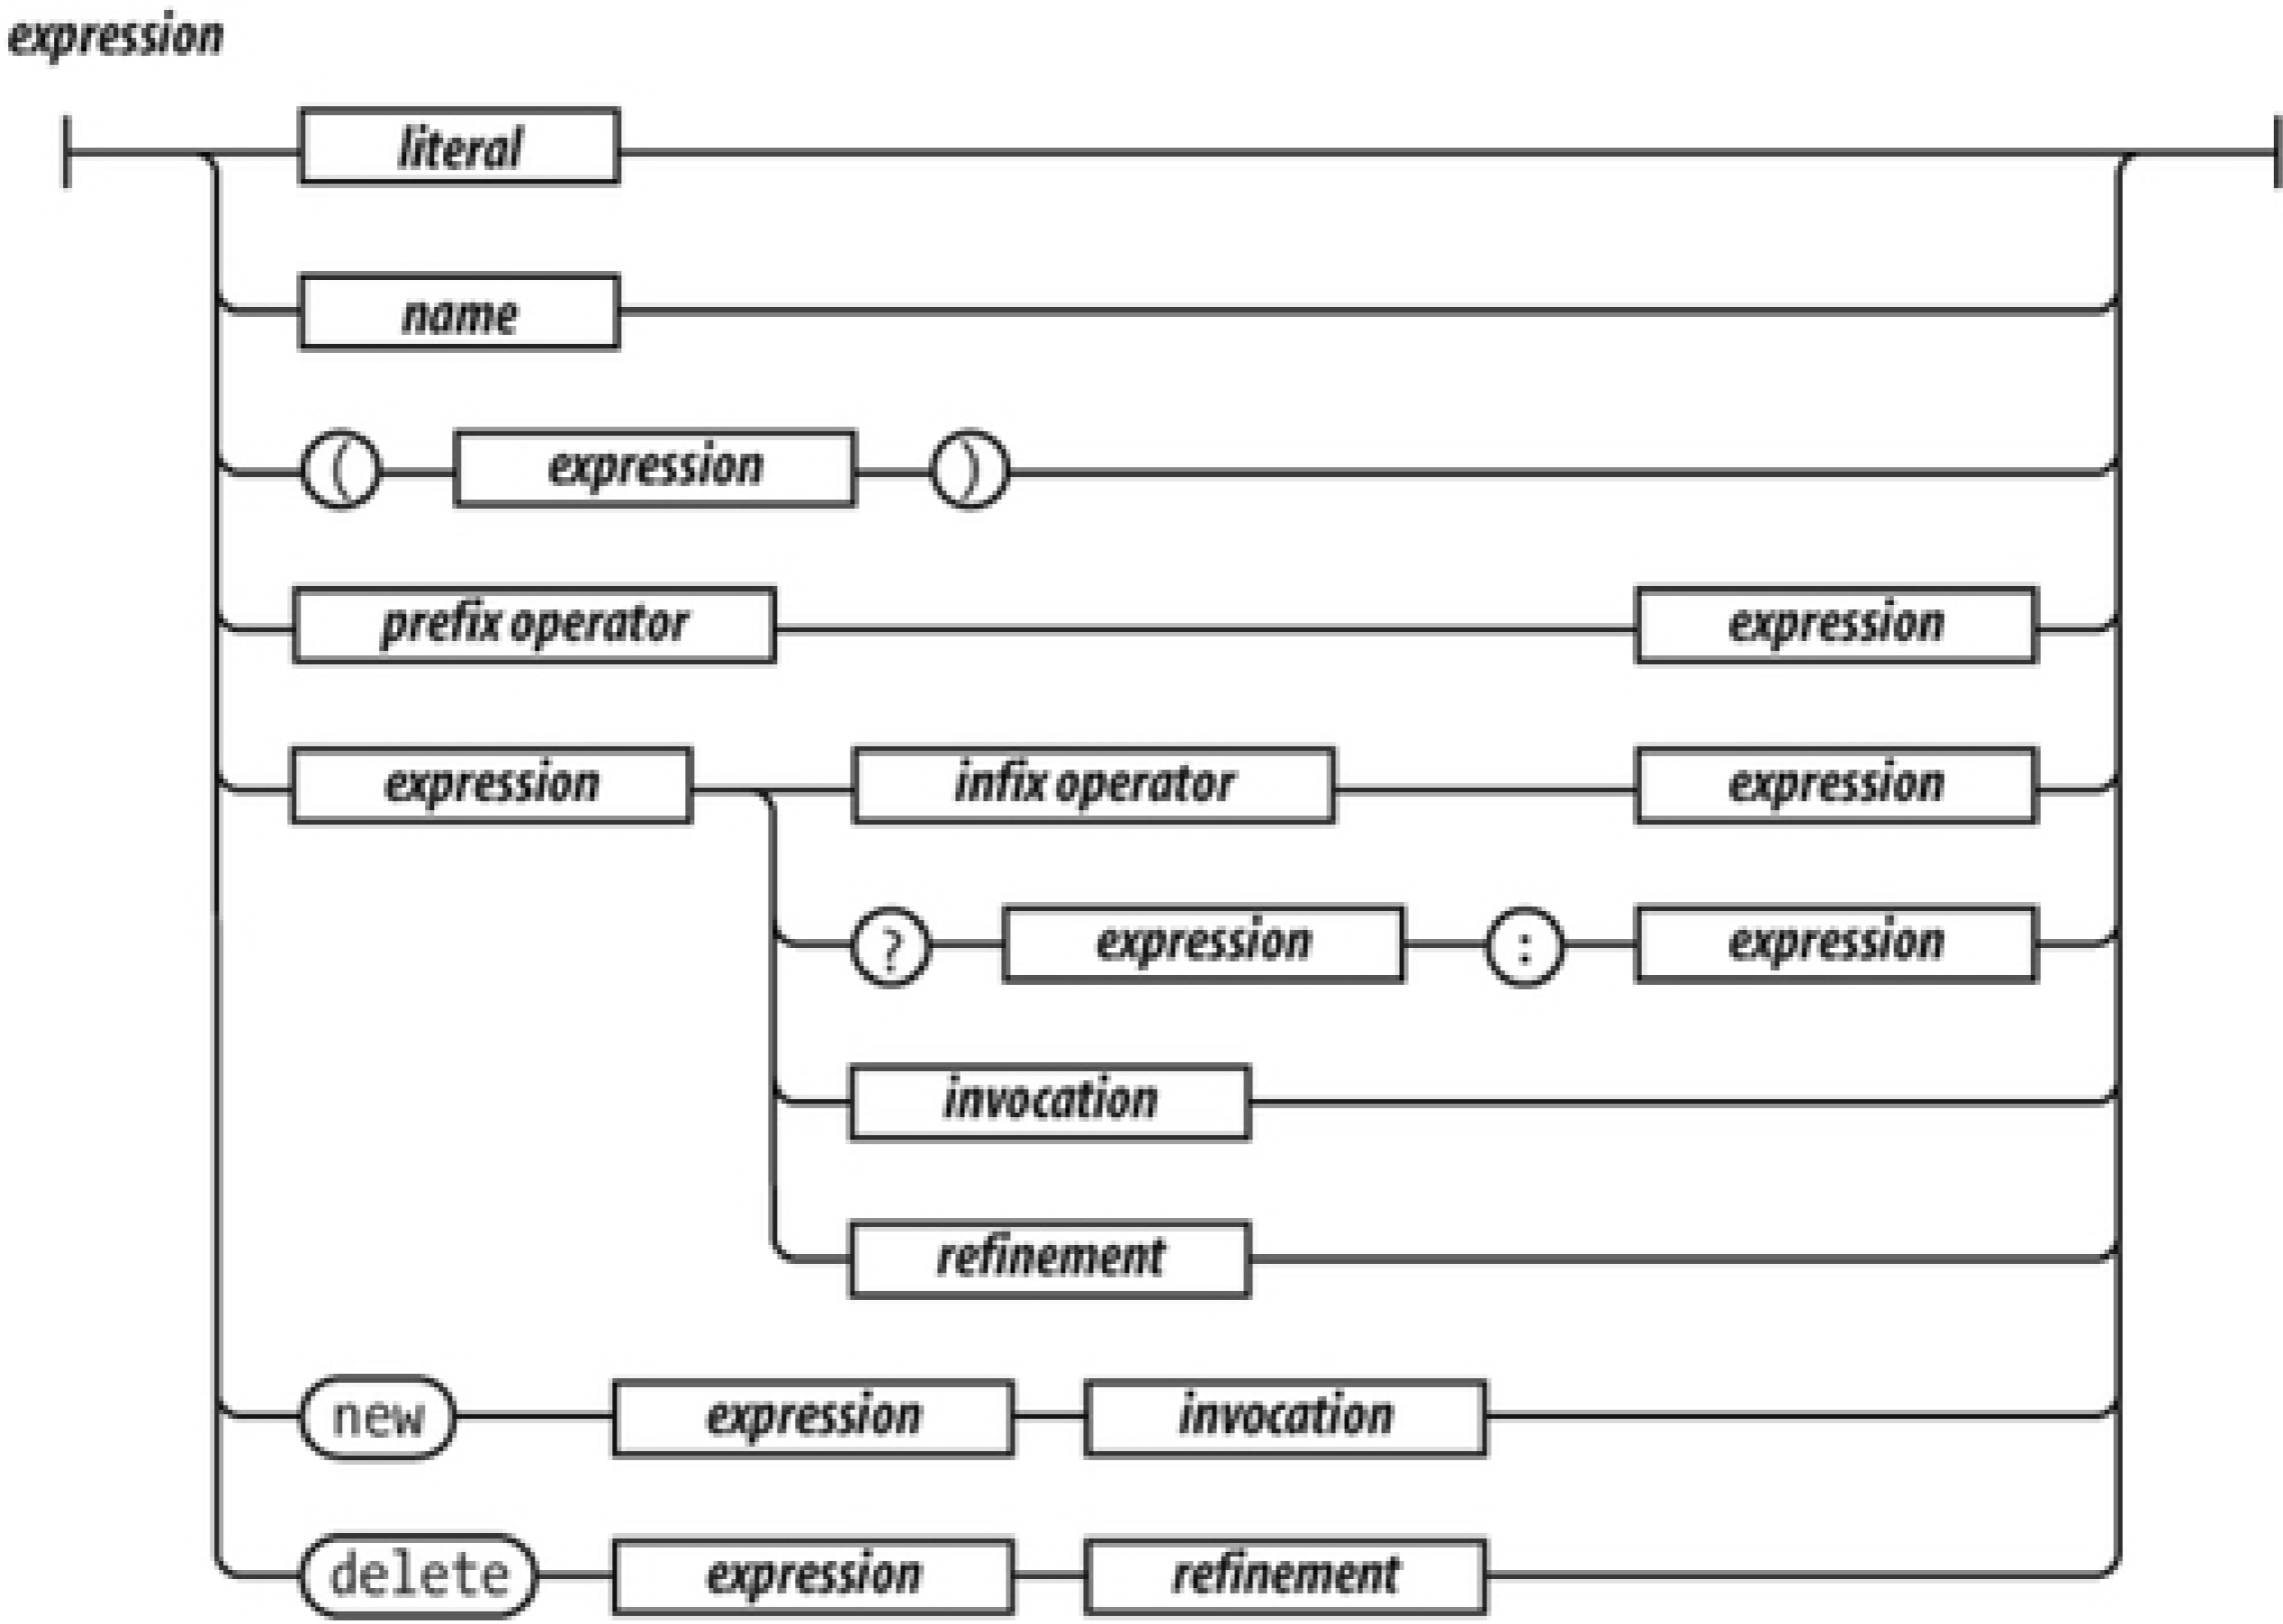 expression
literal
name
( expression )
prefix operator expression
expression infix operator expression
? expression : expression
invocation
refinement
new expression invocation
delete expression refinement